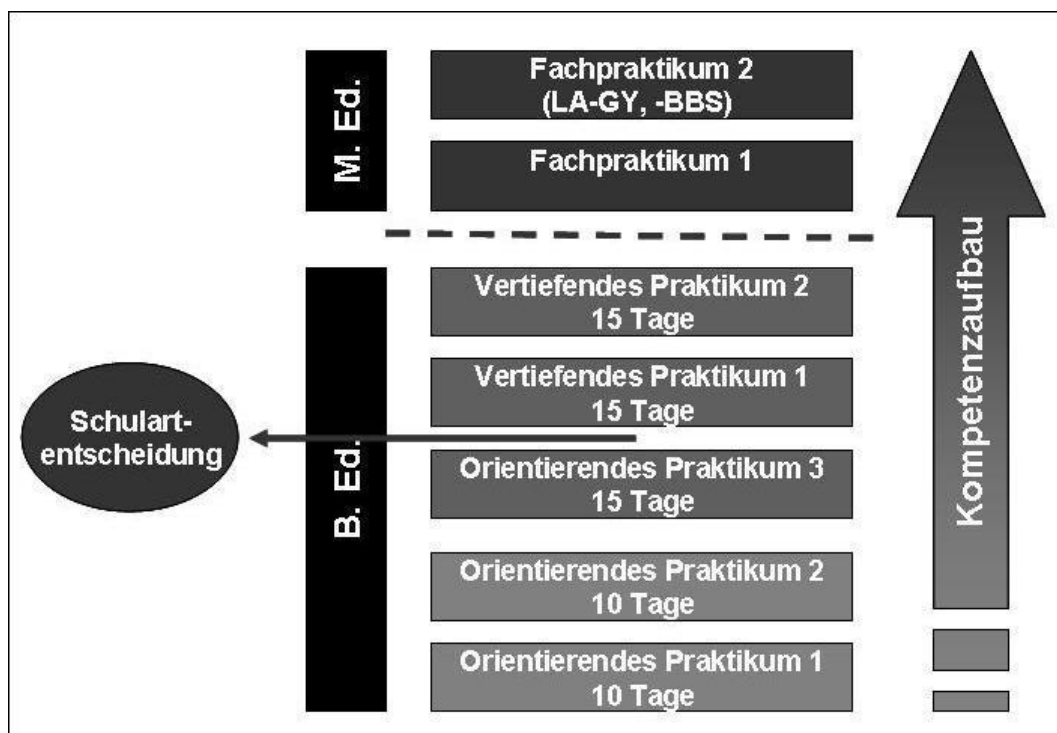 M. Ed.
Fachpraktikum 2
(LA-GY, -BBS)
Fachpraktikum 1
B. Ed.
Vertiefendes Praktikum 2
15 Tage
Vertiefendes Praktikum 1
15 Tage
Schulart-
entscheidung
Orientierendes Praktikum 3
15 Tage
Orientierendes Praktikum 2
10 Tage
Orientierendes Praktikum 1
10 Tage
Kompetenzaufbau